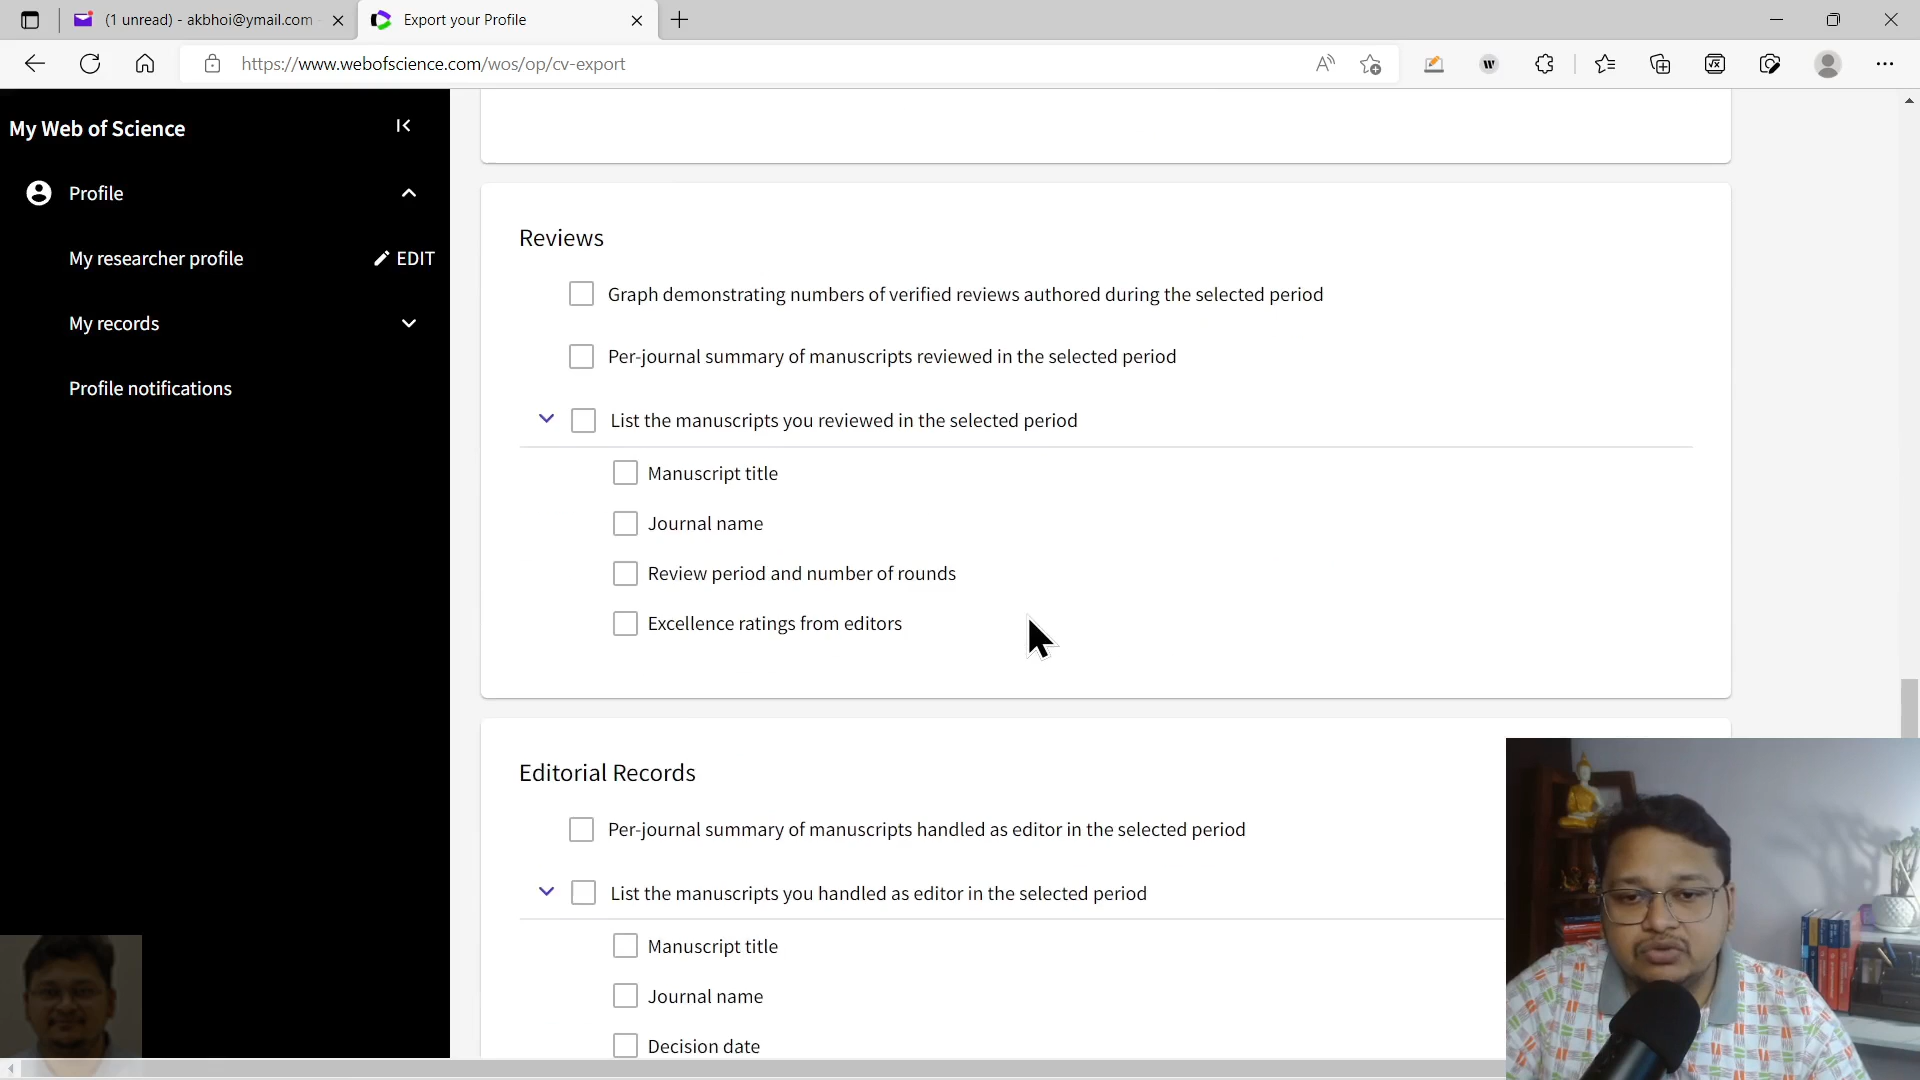 (1 unread) - akbhoi@ymail.com
Export your Profile
https://www.webofscience.com/wos/op/cv-export
My Web of Science
Profile
My researcher profile
EDIT
My records
Profile notifications
Reviews
Graph demonstrating numbers of verified reviews authored during the selected period
Per-journal summary of manuscripts reviewed in the selected period
List the manuscripts you reviewed in the selected period
Manuscript title
Journal name
Review period and number of rounds
Excellence ratings from editors
Editorial Records
Per-journal summary of manuscripts handled as editor in the selected period
List the manuscripts you handled as editor in the selected period
Manuscript title
Journal name
Decision date